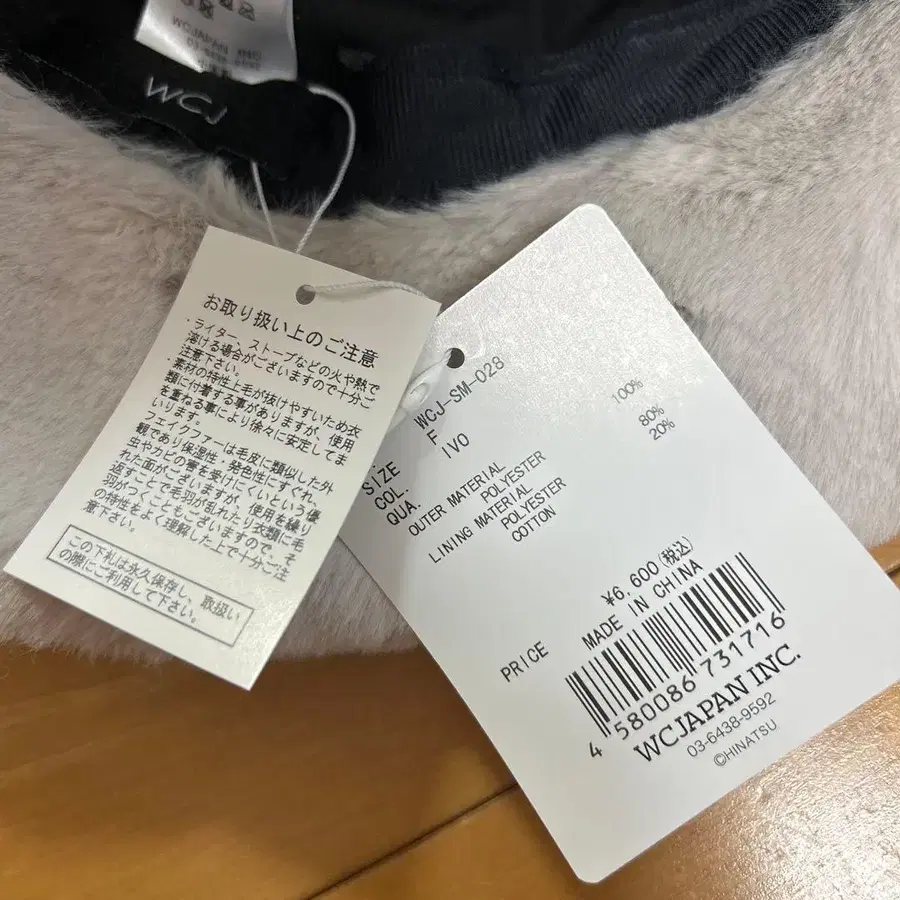 WCJAPAN
WCJ
お取り扱い上のご注意
・ライター、ストーブなどの火や熱で
溶ける場合がございますので十分ご
注意下さい。
・素材の特性上毛が抜けやすいため衣
類に付着する事がありますが、使用
を重ねる事により徐々に安定してま
いります。
フェイクファーは毛皮に類似した外
観であり保湿性・発色性にすぐれ、
虫やカビの害を受けにくいという優
れた面がございますが、使用を繰り
返すことで毛羽が乱れたり衣類に毛
羽がつくこともございますので、そ
の特性をよく理解した上で十分ご注
意下さい。
この下札は永久保存し、取扱い
の際にご利用して下さい。
WCJ-SM-028
SIZE F
COL. IVO
QUA.
OUTER MATERIAL
POLYESTER 100%
LINING MATERIAL
POLYESTER 80%
COTTON 20%
PRICE ¥6,600(税込)
MADE IN CHINA
4 580086 731716
WCJAPAN INC.
03-6438-9592
©HINATSU